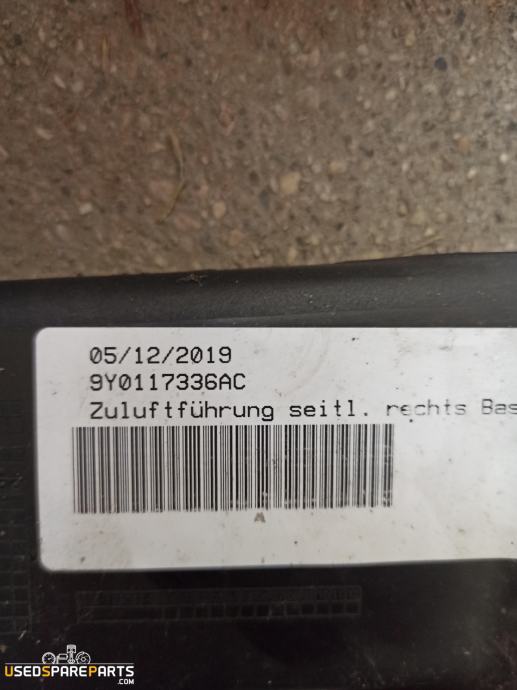 05/12/2019
9Y0117336AC
Zuluftführung seitl. rechts Bas
A
USEDSPAREPARTS
.COM